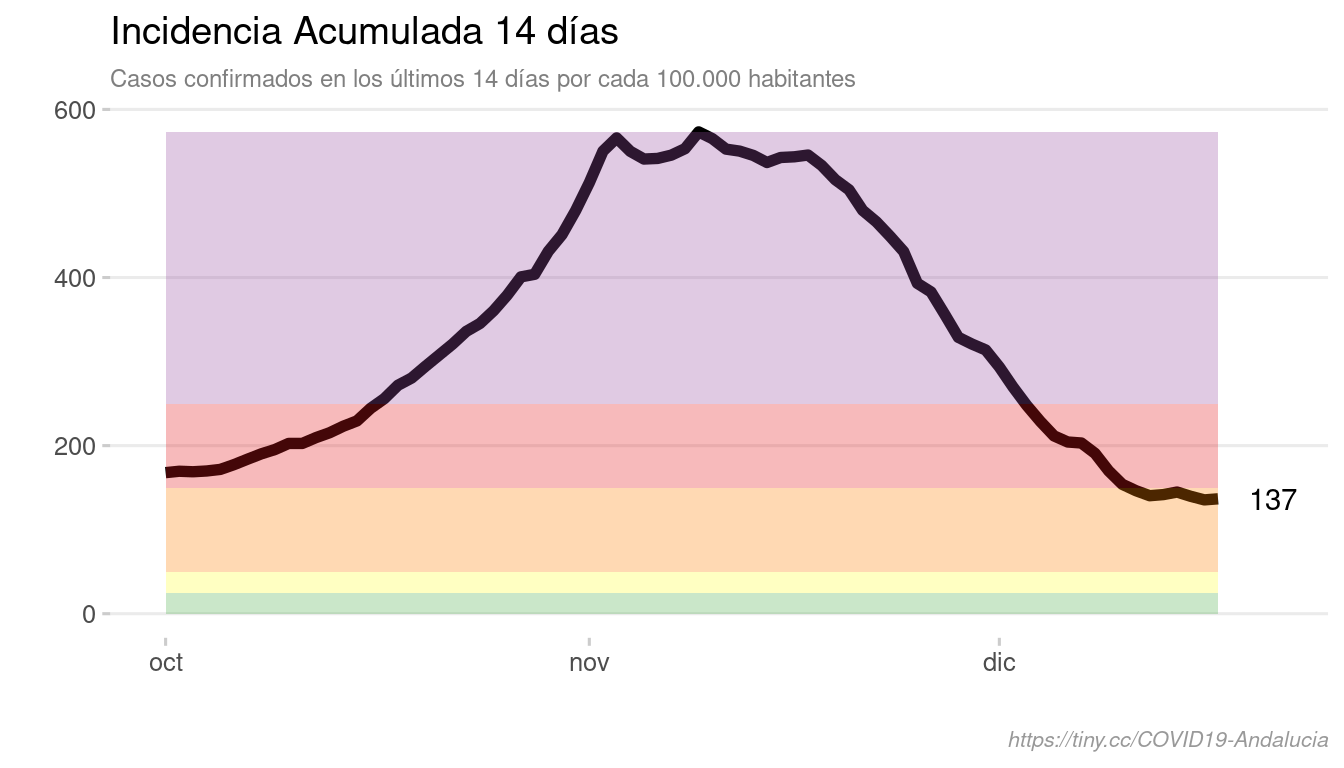 Incidencia Acumulada 14 días
Casos confirmados en los últimos 14 días por cada 100.000 habitantes
600
400
200
0
137
oct nov dic
https://tiny.cc/COVID19-Andalucia